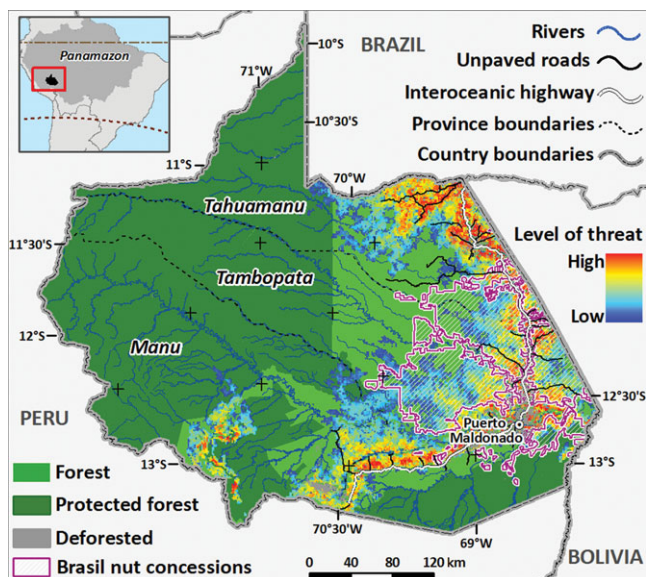 Panamazon
BRAZIL
10°S
71°W
10°30'S
11°S
70°W
11°30'S
12°S
12°30'S
13°S
13°S
70°30'W
69°W
Rivers
Unpaved roads
Interoceanic highway
Province boundaries
Country boundaries
Level of threat
High
Low
Tahuamanu
Tambopata
Manu
PERU
Puerto
Maldonado
Forest
Protected forest
Deforested
Brasil nut concessions
0 40 80 120 km
BOLIVIA